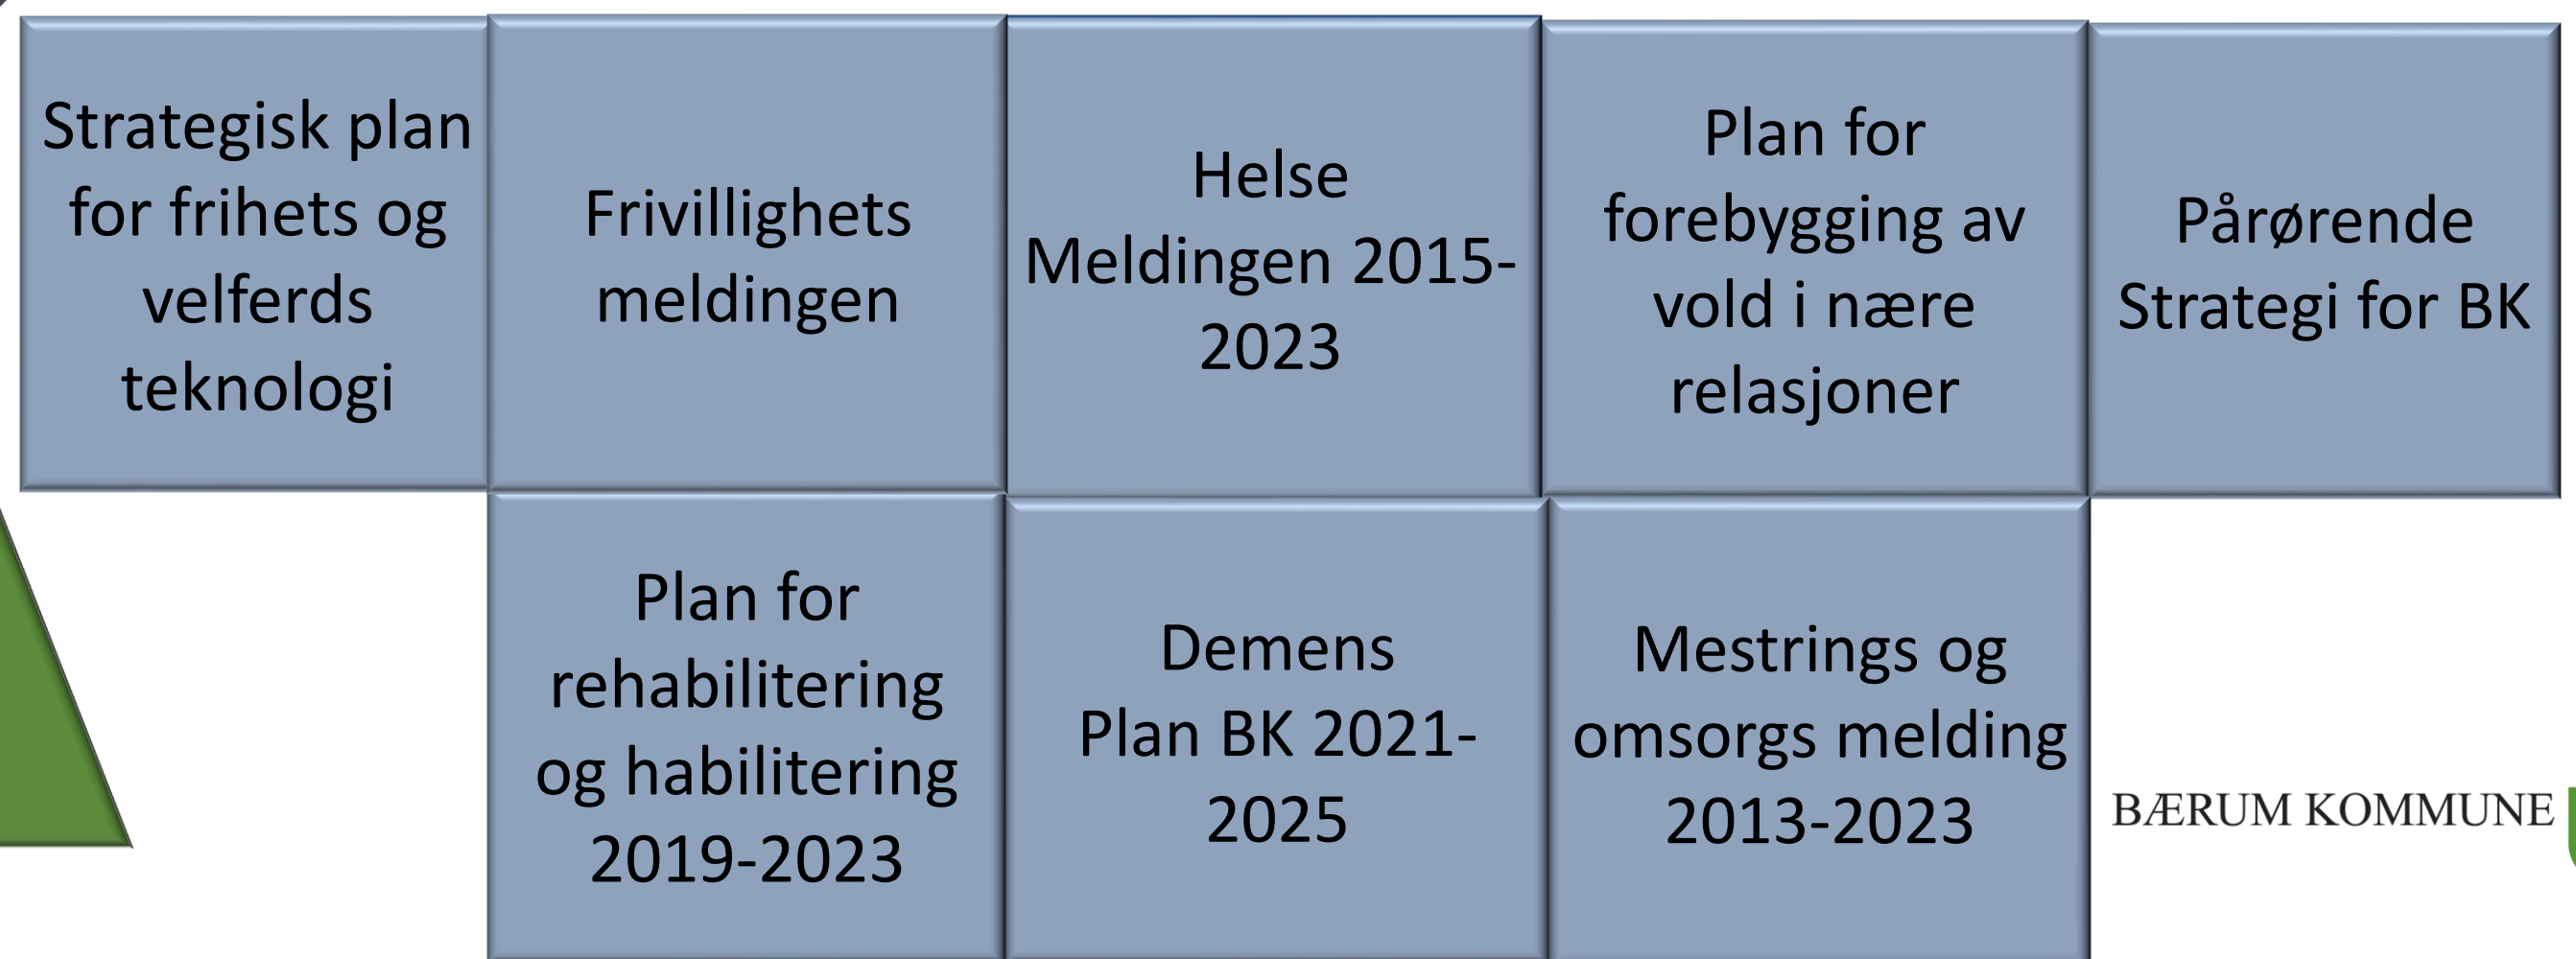 Strategisk plan
for frihets og
velferds
teknologi
Frivillighets
meldingen
Helse
Meldingen 2015-
2023
Plan for
forebygging av
vold i nære
relasjoner
Pårørende
Strategi for BK
Plan for
rehabilitering
og habilitering
2019-2023
Demens
Plan BK 2021-
2025
Mestrings og
omsorgs melding
2013-2023
BÆRUM KOMMUNE